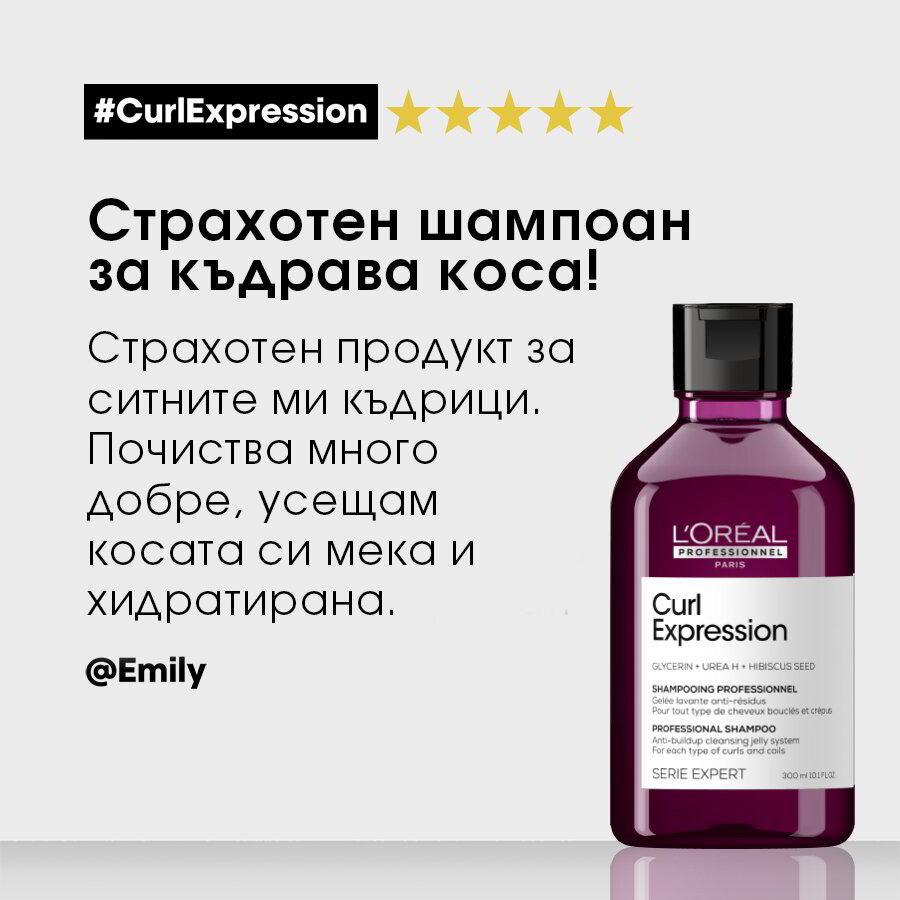 #CurlExpression
Страхотен шампоан
за къдрава коса!
Страхотен продукт за
ситните ми къдрици.
Почиства много
добре, усещам
косата си мека и
хидратирана.
@Emily
L'ORÉAL
PROFESSIONNEL
PARIS
Curl
Expression
GLYCERIN + UREA H + HIBISCUS SEED
SHAMPOOING PROFESSIONNEL
Gelée lavante anti-résidus
Pour tout type de cheveux bouclés et crépus
PROFESSIONAL SHAMPOO
Anti-buildup cleansing jelly system
For each type of curls and coils
SERIE EXPERT
300 ml 10.1 FL.OZ.